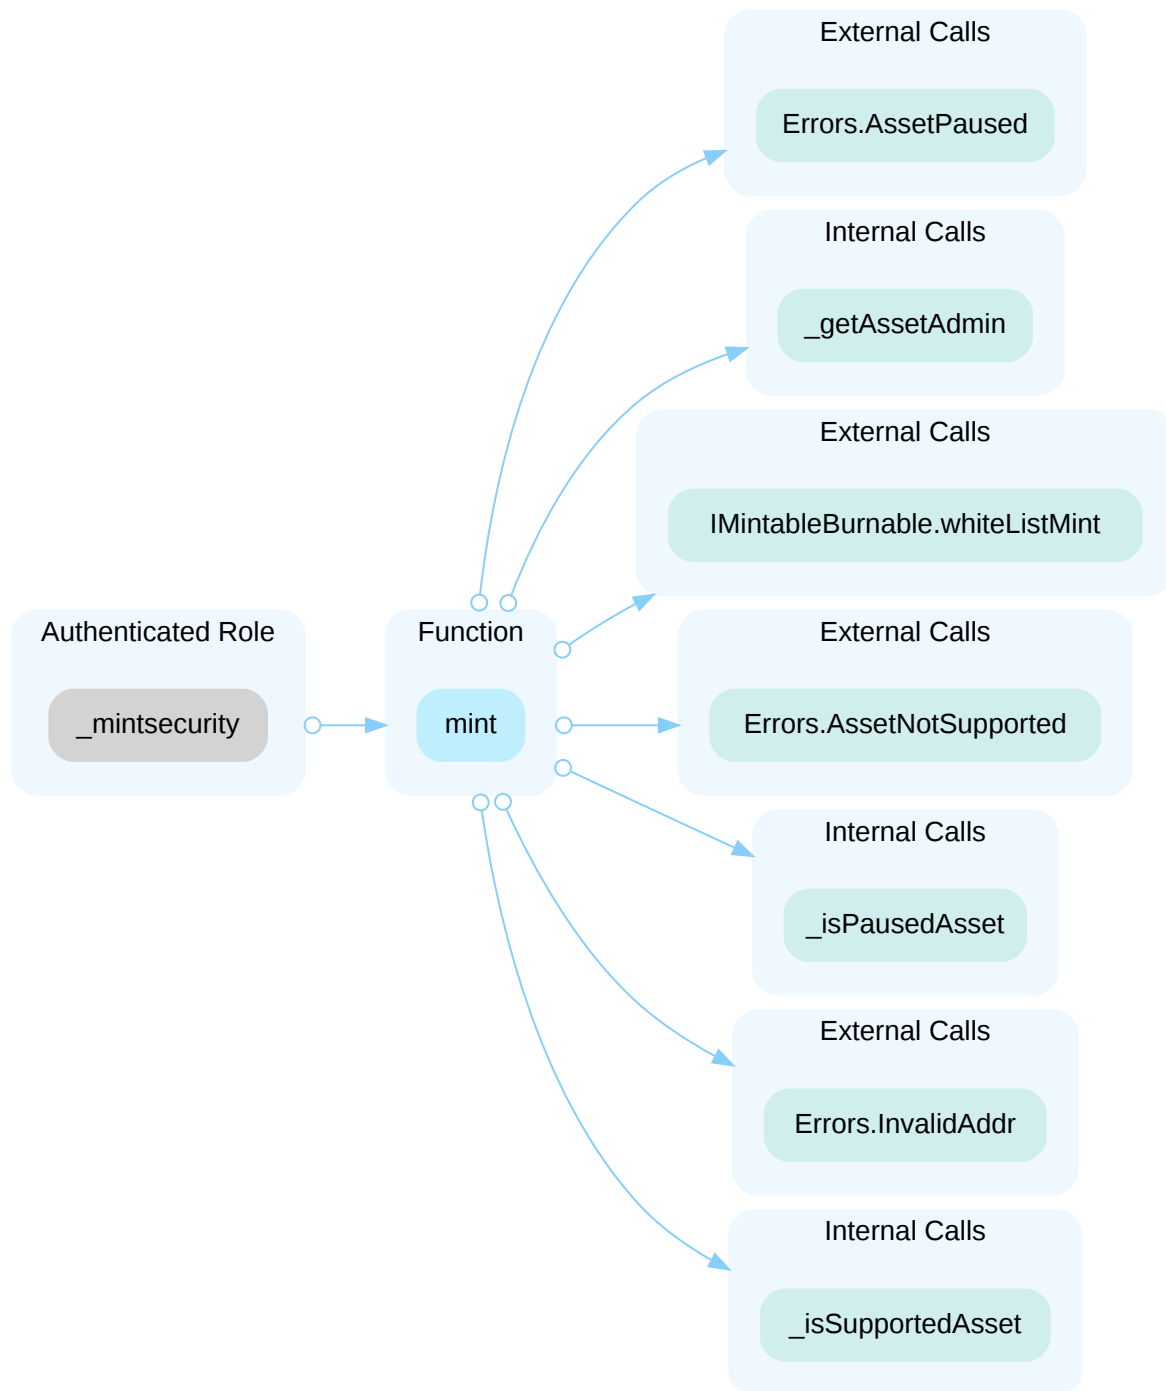 External Calls
Errors.AssetPaused
Internal Calls
_getAssetAdmin
External Calls
IMintableBurnable.whiteListMint
Authenticated Role
_mintsecurity
Function
mint
External Calls
Errors.AssetNotSupported
Internal Calls
_isPausedAsset
External Calls
Errors.InvalidAddr
Internal Calls
_isSupportedAsset